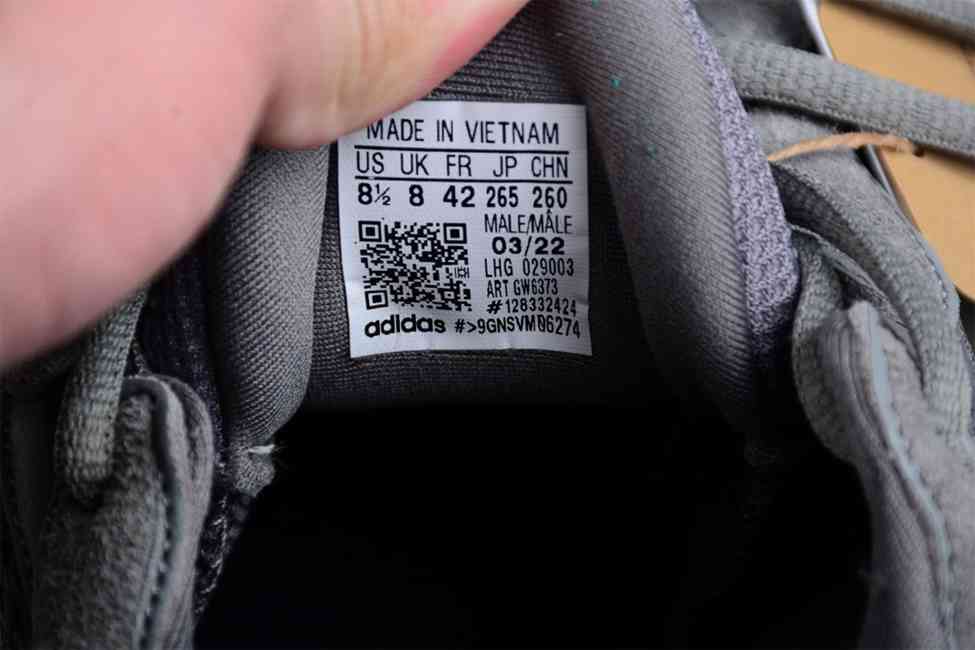 MADE IN VIETNAM
US UK FR JP CHN
8½ 8 42 265 260
MALE/MÂLE
03/22
LHG 029003
ART GW6373
#128332424
adidas #>9GNSVM06274